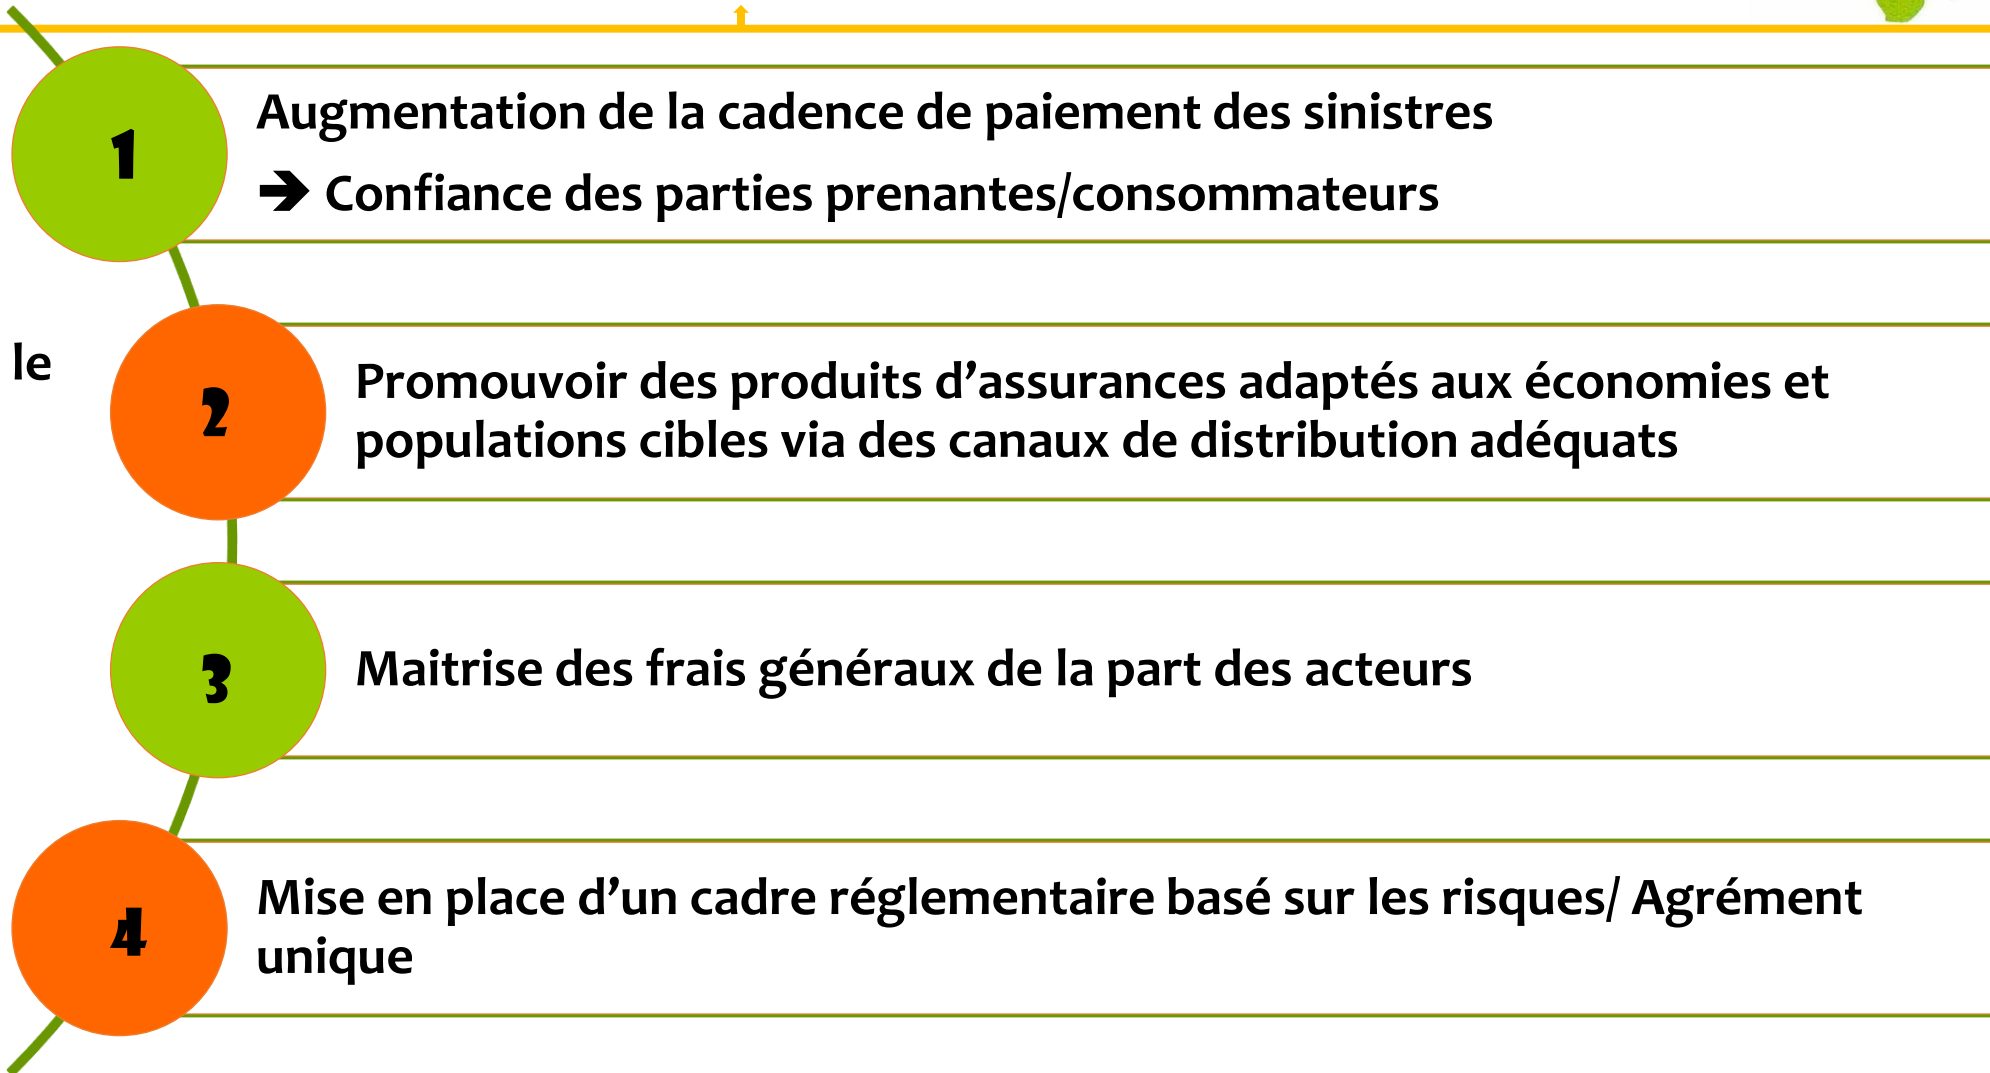 1
Augmentation de la cadence de paiement des sinistres
➔ Confiance des parties prenantes/consommateurs
le
2
Promouvoir des produits d’assurances adaptés aux économies et
populations cibles via des canaux de distribution adéquats
3
Maitrise des frais généraux de la part des acteurs
4
Mise en place d’un cadre réglementaire basé sur les risques/ Agrément
unique